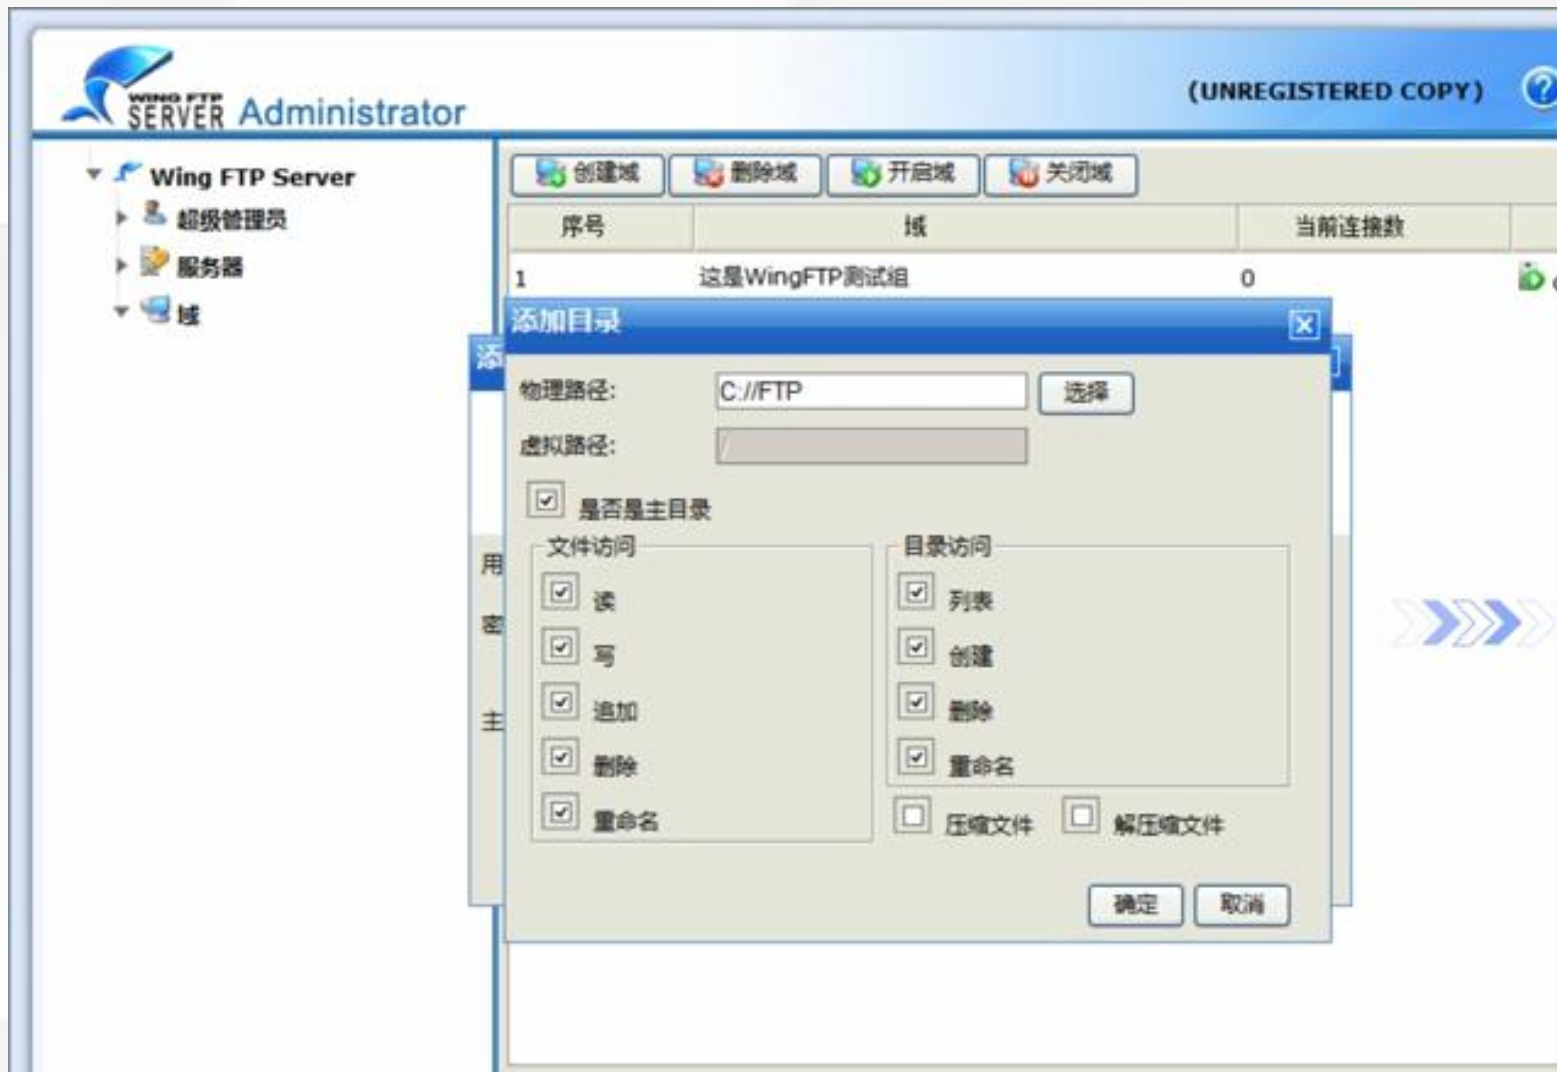 WING FTP
SERVER Administrator
(UNREGISTERED COPY)
?
Wing FTP Server
超级管理员
服务器
域
创建域 删除域 开启域 关闭域
序号 域 当前连接数
1 这是WingFTP测试组 0
添加目录
添
物理路径: C://FTP 选择
虚拟路径: /
是否是主目录
文件访问 目录访问
用
读 列表
密
写 创建
主
追加 删除
删除 重命名
重命名 压缩文件 解压缩文件
确定 取消